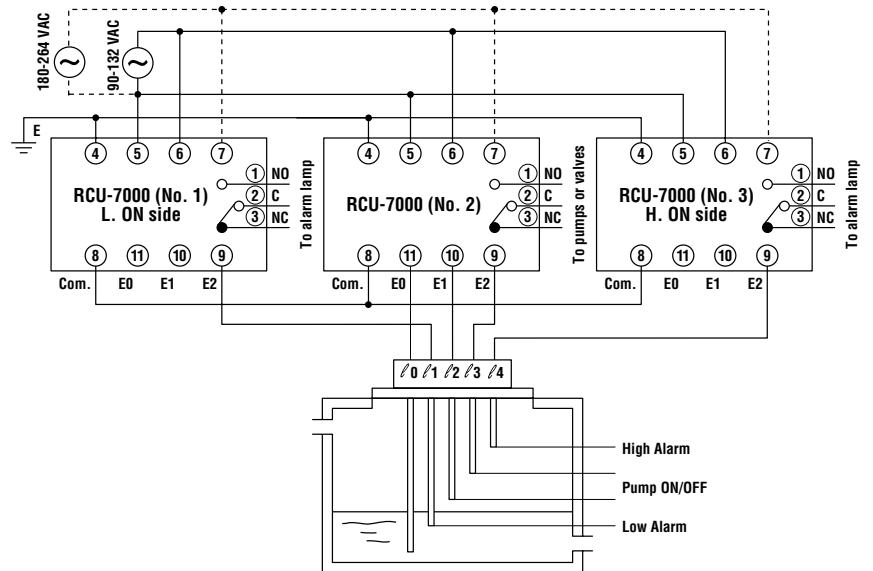 180-264 VAC
90-132 VAC
E
4 5 6 7
1 NO
2 C
3 NC
RCU-7000 (No. 1)
L. ON side
To alarm lamp
8 11 10 9
Com. E0 E1 E2
4 5 6 7
1 NO
2 C
3 NC
RCU-7000 (No. 2)
To pumps or valves
8 11 10 9
Com. E0 E1 E2
4 5 6 7
1 NO
2 C
3 NC
RCU-7000 (No. 3)
H. ON side
To alarm lamp
8 11 10 9
Com. E0 E1 E2
ℓ0 ℓ1 ℓ2 ℓ3 ℓ4
High Alarm
Pump ON/OFF
Low Alarm